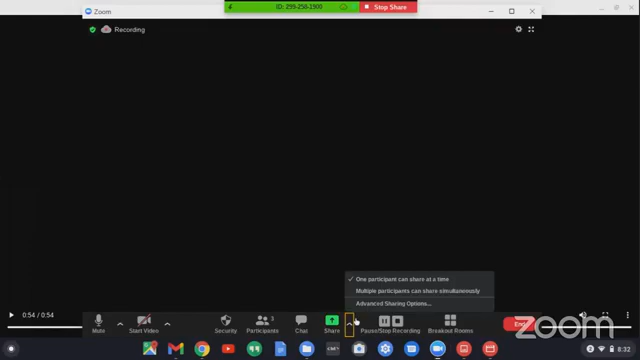 ID: 299-258-1900
Stop Share
Zoom
Recording
One participant can share at a time
Multiple participants can share simultaneously
Advanced Sharing Options...
0:54 / 0:54
Mute
Start Video
Security
Participants
3
Chat
Share
Pause/Stop Recording
Breakout Rooms
End
zoom
8:32